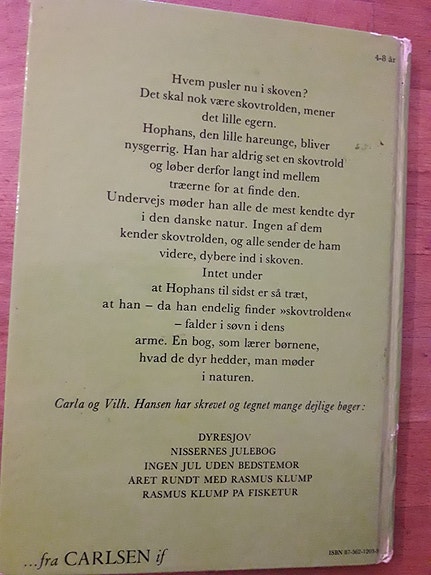 4-8 år
Hvem pusler nu i skoven?
Det skal nok være skovtrolden, mener
det lille egern.
Hophans, den lille hareunge, bliver
nysgerrig. Han har aldrig set en skovtrold
og løber derfor langt ind mellem
træerne for at finde den.
Undervejs møder han alle de mest kendte dyr
i den danske natur. Ingen af dem
kender skovtrolden, og alle sender de ham
videre, dybere ind i skoven.
Intet under
at Hophans til sidst er så træt,
at han – da han endelig finder »skovtrolden«
– falder i søvn i dens
arme. En bog, som lærer børnene,
hvad de dyr hedder, man møder
i naturen.
Carla og Vilh. Hansen har skrevet og tegnet mange dejlige bøger:
DYRESJOV
NISSERNES JULEBOG
INGEN JUL UDEN BEDSTEMOR
ÅRET RUNDT MED RASMUS KLUMP
RASMUS KLUMP PÅ FISKETUR
ISBN 87-562-1203-8
...fra CARLSEN if